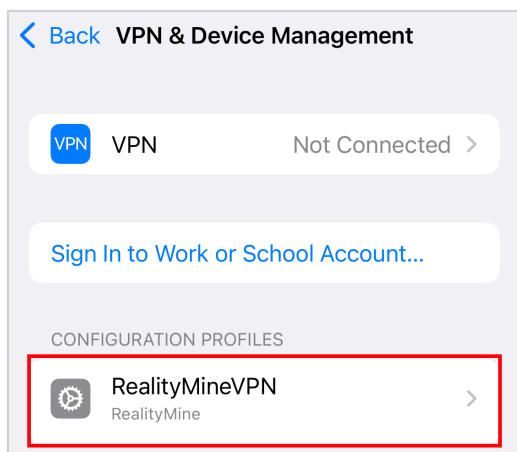 Back VPN & Device Management
VPN VPN Not Connected
Sign In to Work or School Account...
CONFIGURATION PROFILES
RealityMineVPN
RealityMine